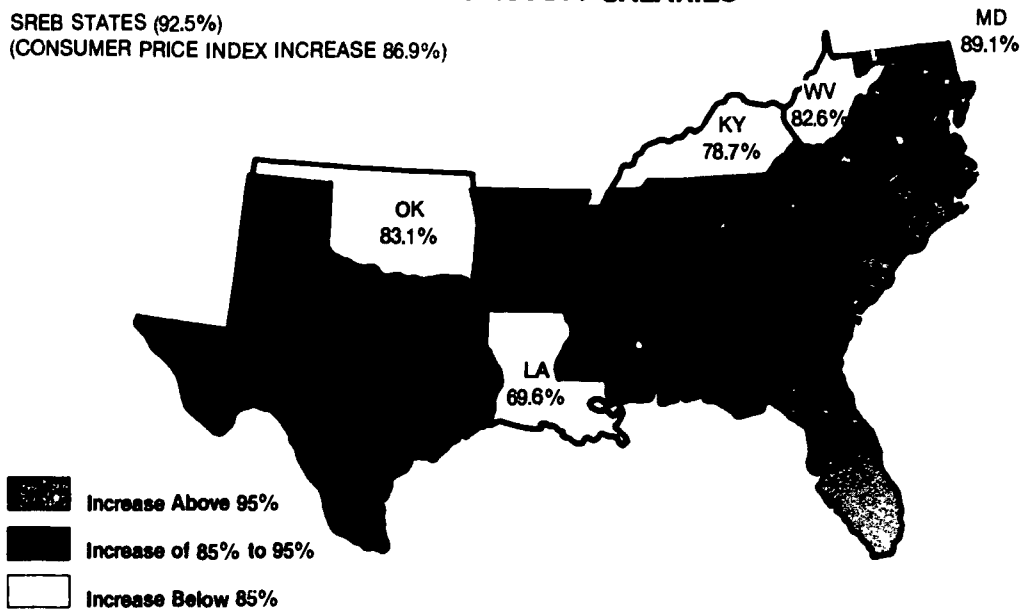 SALARIES
SREB STATES (92.5%)
(CONSUMER PRICE INDEX INCREASE 86.9%)
MD
89.1%
WV
82.6%
KY
78.7%
OK
83.1%
LA
69.6%
Increase Above 95%
Increase of 85% to 95%
Increase Below 85%